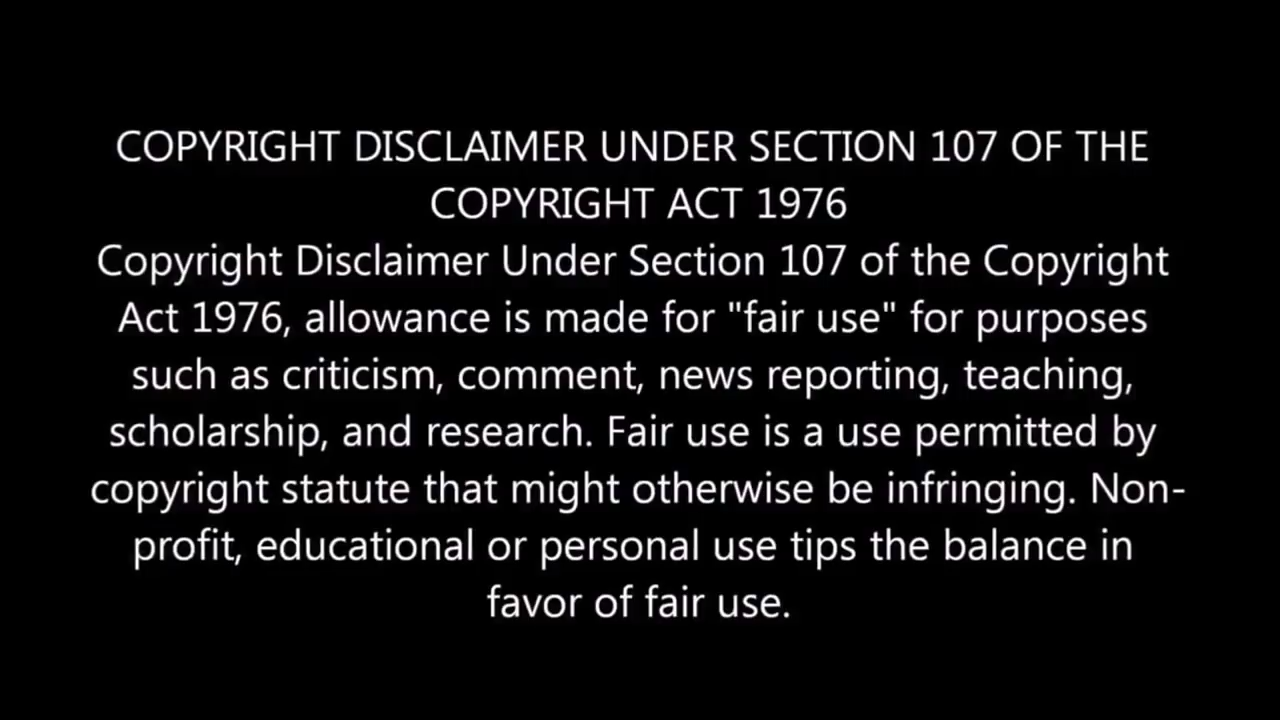 COPYRIGHT DISCLAIMER UNDER SECTION 107 OF THE
COPYRIGHT ACT 1976
Copyright Disclaimer Under Section 107 of the Copyright
Act 1976, allowance is made for "fair use" for purposes
such as criticism, comment, news reporting, teaching,
scholarship, and research. Fair use is a use permitted by
copyright statute that might otherwise be infringing. Non-
profit, educational or personal use tips the balance in
favor of fair use.